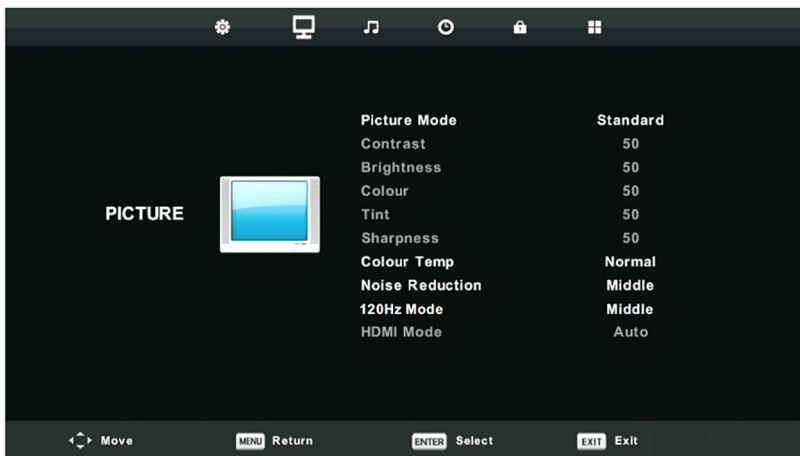 Picture Mode Standard
Contrast 50
Brightness 50
Colour 50
PICTURE
Tint 50
Sharpness 50
Colour Temp Normal
Noise Reduction Middle
120Hz Mode Middle
HDMI Mode Auto
Move MENU Return ENTER Select EXIT Exit